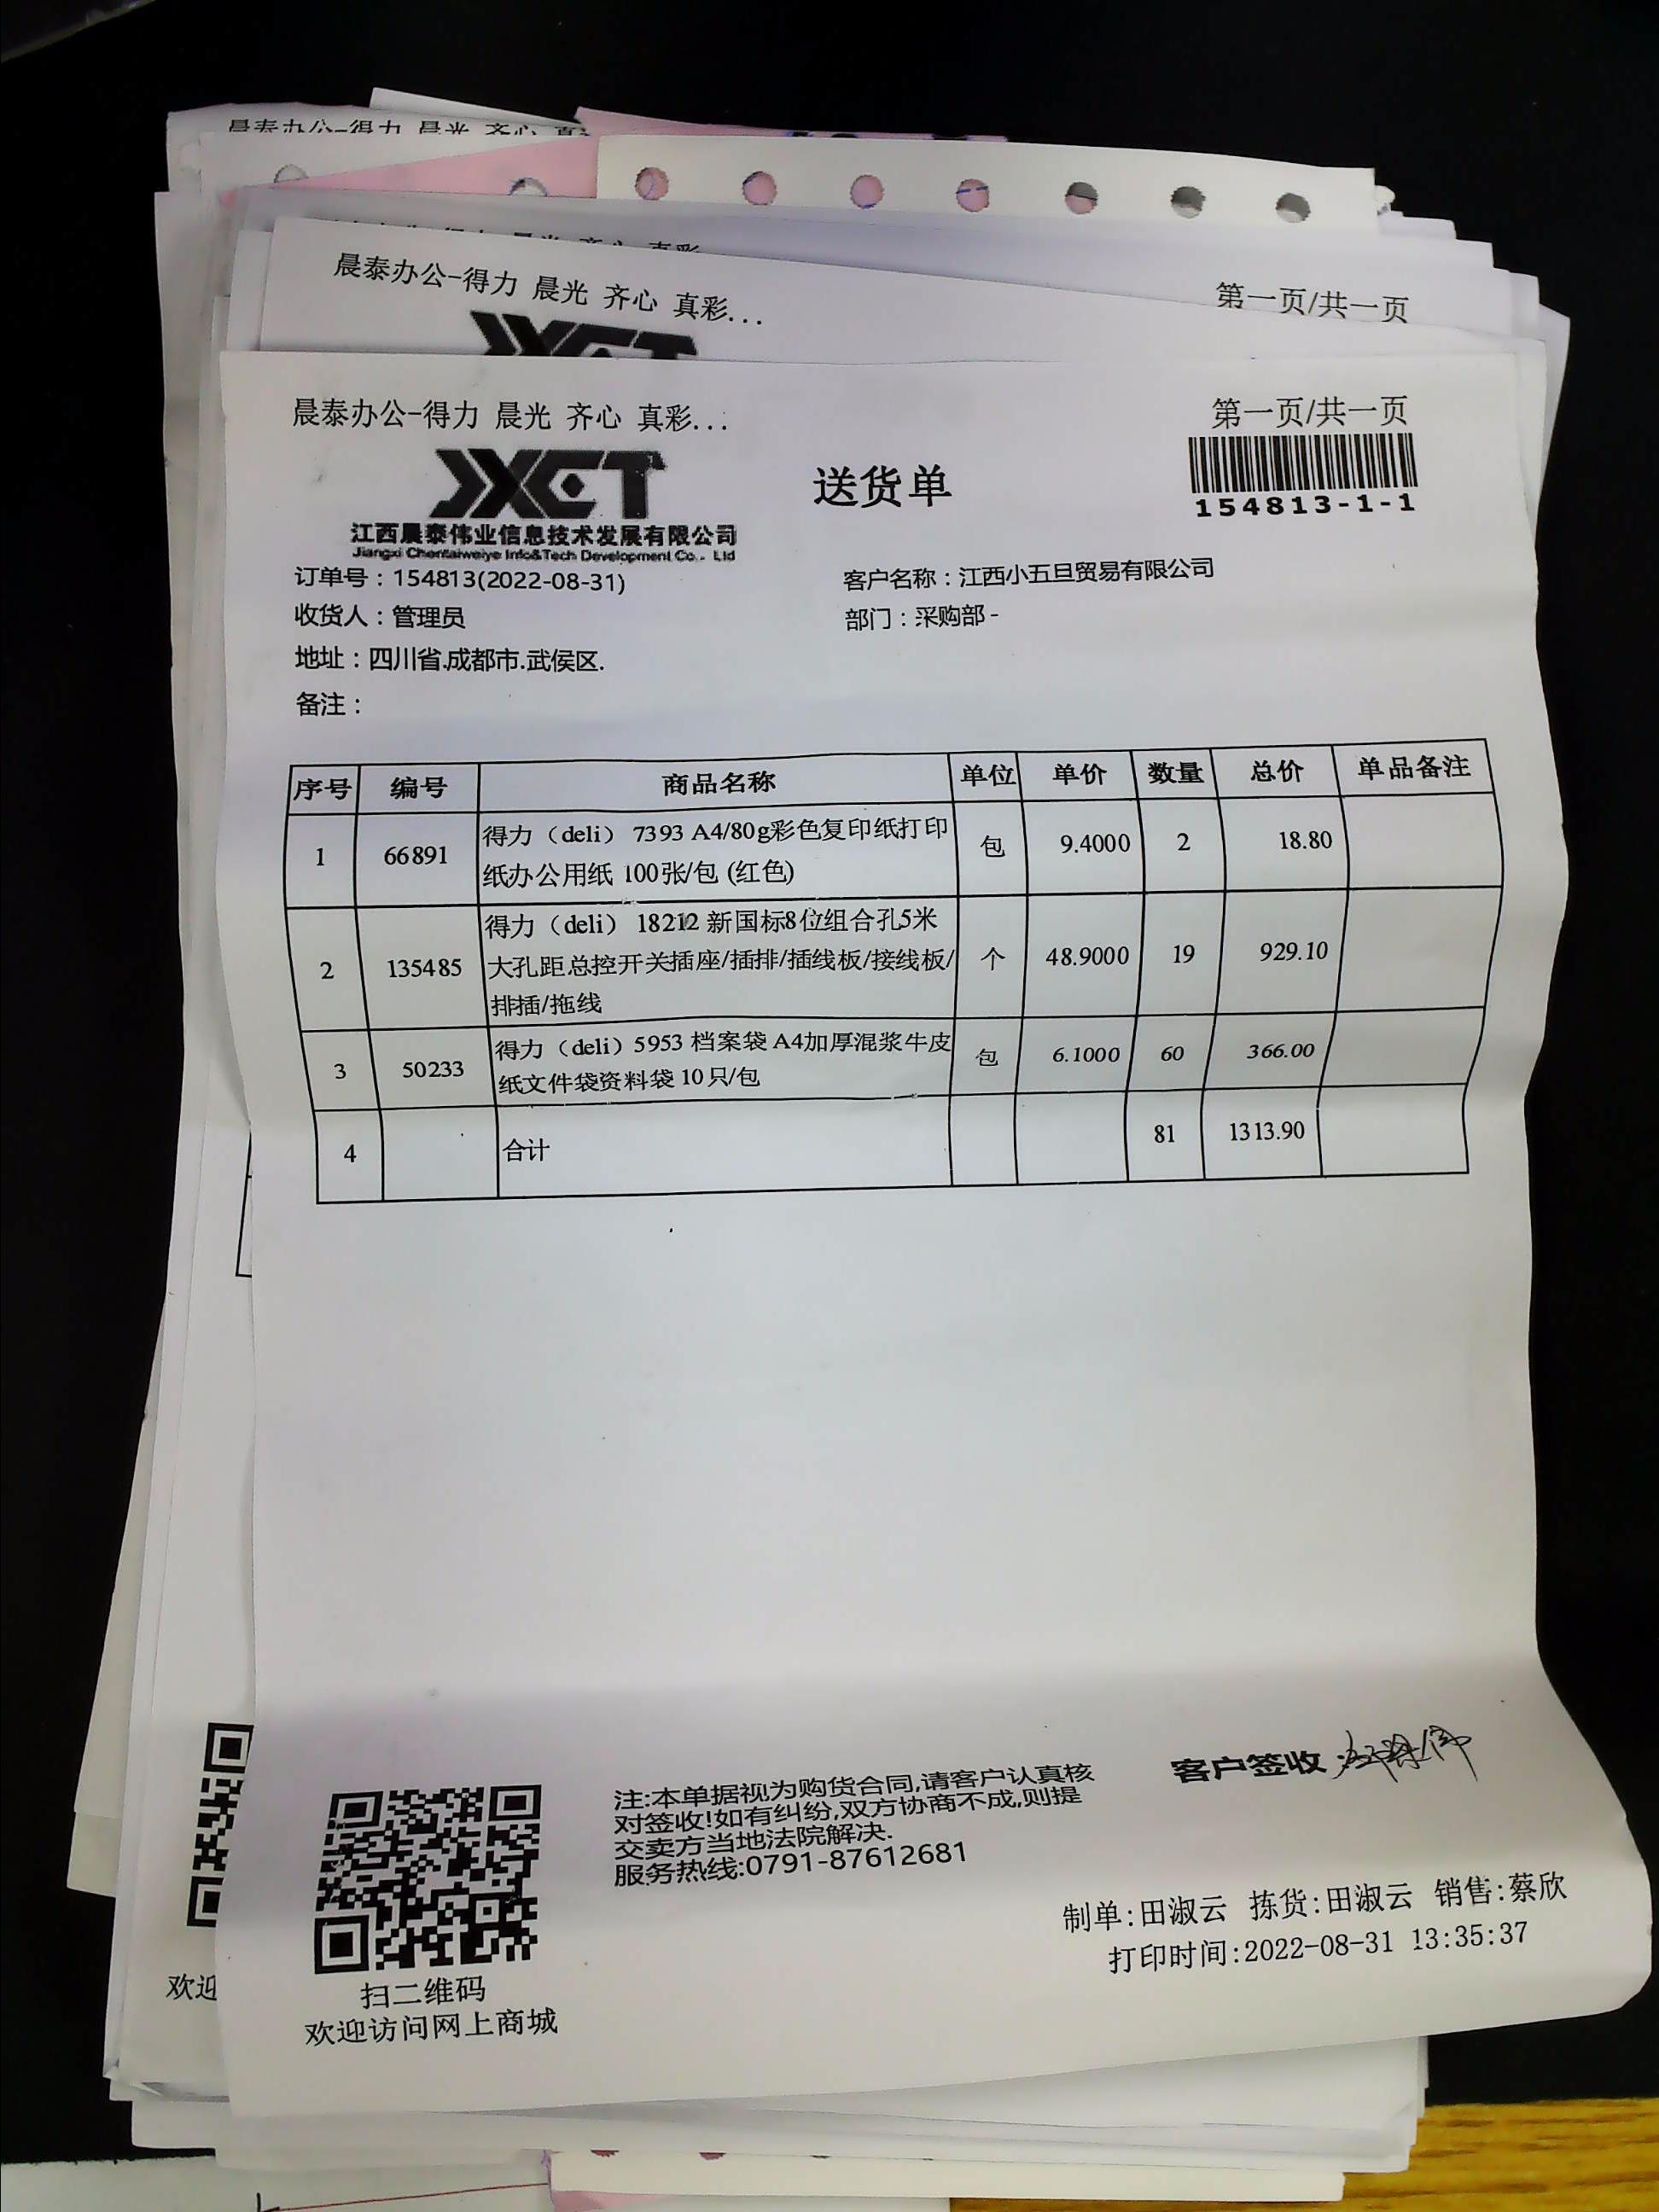 晨泰办公-得力 晨光 齐心 真彩...
第一页/共一页
晨泰办公-得力 晨光 齐心 真彩...
第一页/共一页
JXCT
送货单
154813-1-1
江西晨泰伟业信息技术发展有限公司
Jiangxi Chentaiweiye Info&Tech Development Co., Ltd
订单号：154813(2022-08-31)
客户名称：江西小五旦贸易有限公司
收货人：管理员
部门：采购部-
地址：四川省.成都市.武侯区.
备注：
序号 编号 商品名称 单位 单价 数量 总价 单品备注
1 66891 得力（deli） 7393 A4/80g彩色复印纸打印 包 9.4000 2 18.80
纸办公用纸 100张/包 (红色)
得力（deli） 18212 新国标8位组合孔5米
2 135485 大孔距总控开关插座/插排/插线板/接线板/ 个 48.9000 19 929.10
排插/拖线
3 50233 得力（deli）5953 档案袋 A4加厚混浆牛皮 包 6.1000 60 366.00
纸文件袋资料袋 10只/包
4 合计 81 1313.90
注:本单据视为购货合同,请客户认真核
对签收!如有纠纷,双方协商不成,则提
交卖方当地法院解决.
服务热线:0791-87612681
客户签收:
制单:田淑云 拣货:田淑云 销售:蔡欣
打印时间:2022-08-31 13:35:37
扫二维码
欢迎访问网上商城
欢迎